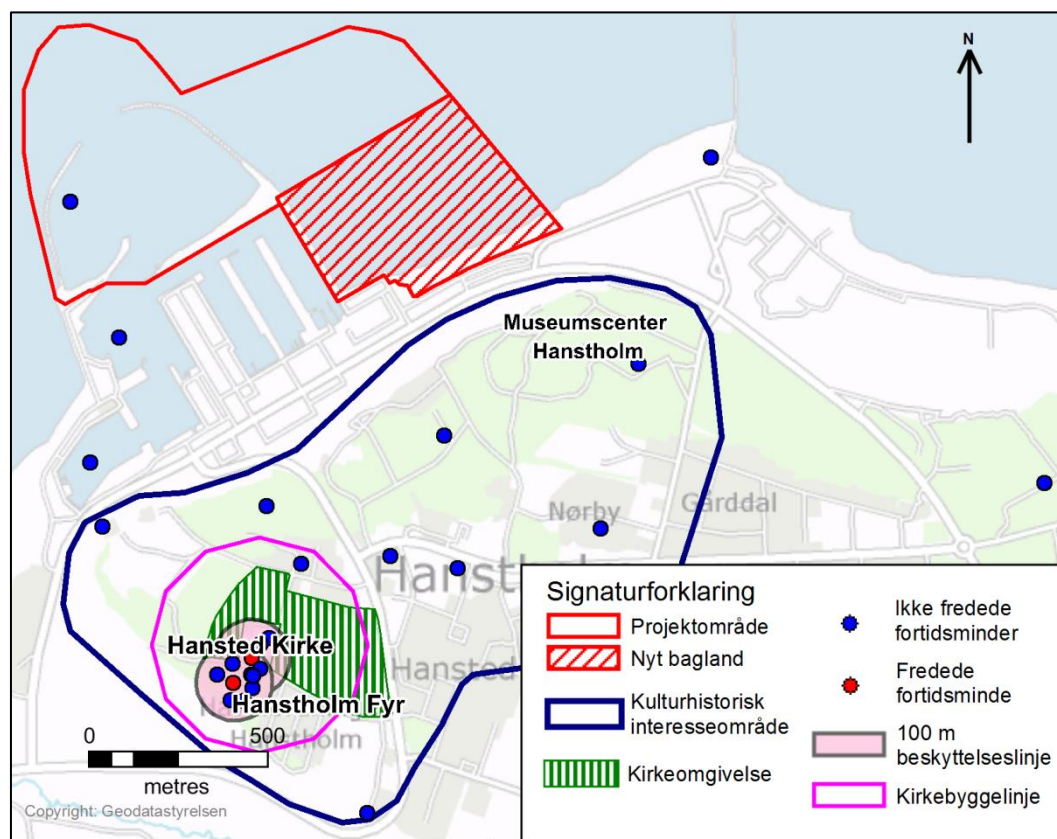 N
Museumscenter
Hanstholm
Nørby
Gårddal
Hansted Kirke
Hansted
Hanstholm Fyr
Hanstholm
0
500
metres
Copyright: Geodatastyrelsen
Signaturforklaring
Projektområde
Nyt bagland
Kulturhistorisk
interesseområde
Kirkeomgivelse
Ikke fredede
fortidsminder
Fredede
fortidsminde
100 m
beskyttelseslinje
Kirkebyggelinje